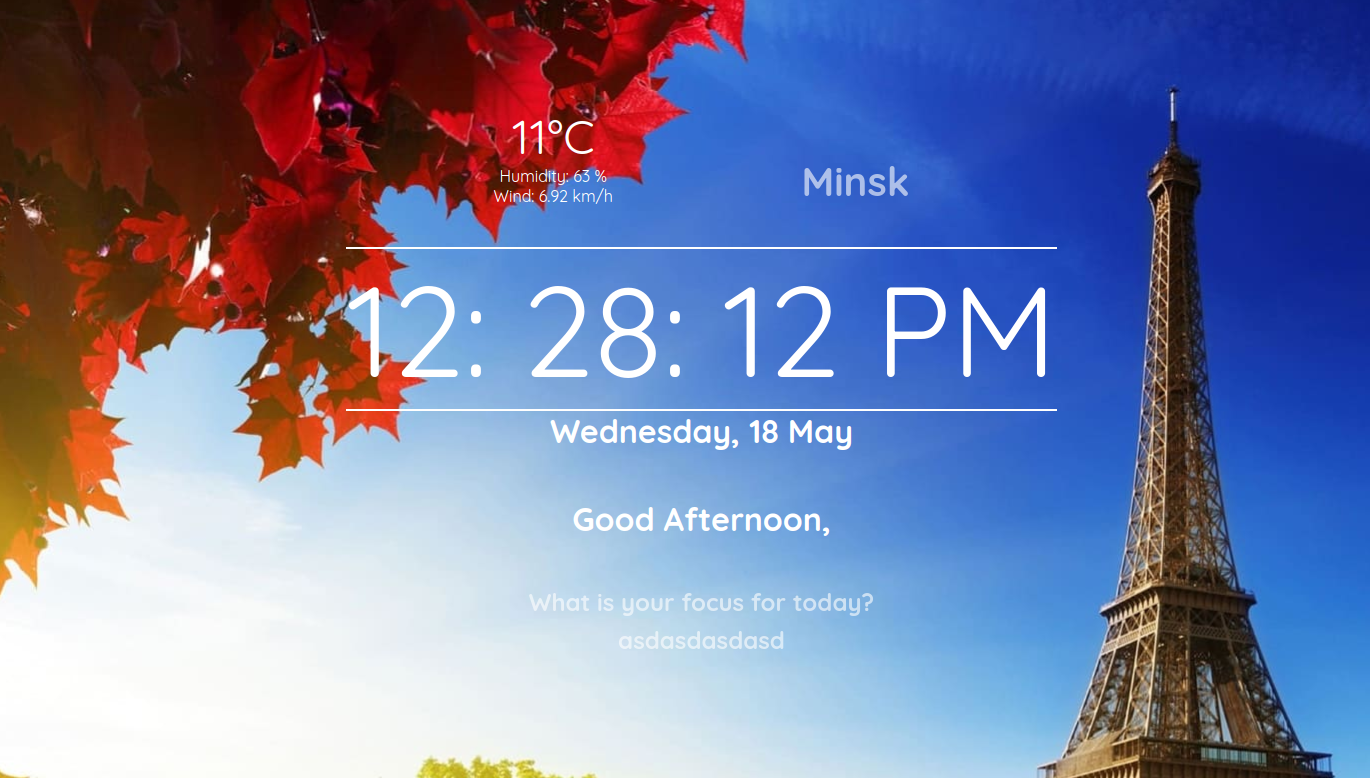 11°C
Humidity: 63 %
Wind: 6.92 km/h
Minsk
12: 28: 12 PM
Wednesday, 18 May
Good Afternoon,
What is your focus for today?
asdasdasdasd